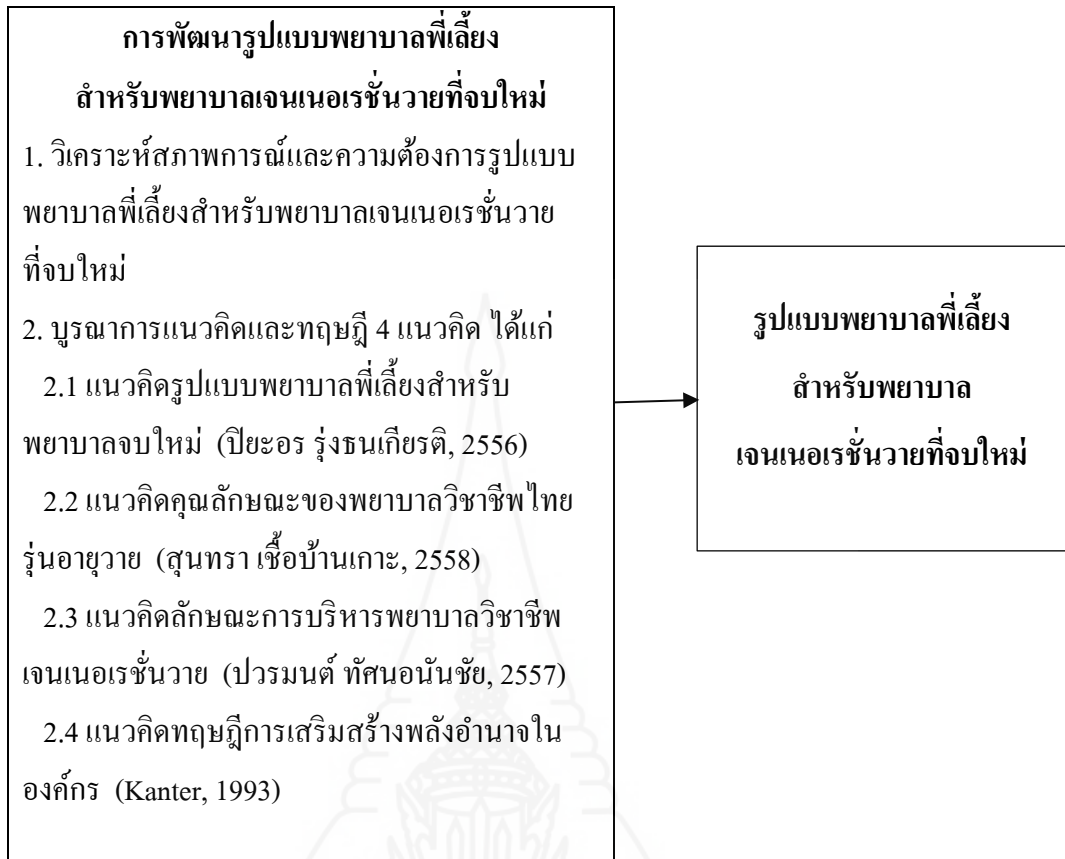 การพัฒนารูปแบบพยาบาลพี่เลี้ยง
สำหรับพยาบาลเจนเนอเรชั่นวายที่จบใหม่
1. วิเคราะห์สภาพการณ์และความต้องการรูปแบบ
พยาบาลพี่เลี้ยงสำหรับพยาบาลเจนเนอเรชั่นวาย
ที่จบใหม่
2. บูรณาการแนวคิดและทฤษฎี 4 แนวคิด ได้แก่
2.1 แนวคิดรูปแบบพยาบาลพี่เลี้ยงสำหรับ
พยาบาลจบใหม่ (ปิยะอร รุ่งธนเกียรติ, 2556)
2.2 แนวคิดคุณลักษณะของพยาบาลวิชาชีพไทย
รุ่นอายุวาย (สุนทรา เชื้อบ้านเกาะ, 2558)
2.3 แนวคิดลักษณะการบริหารพยาบาลวิชาชีพ
เจนเนอเรชั่นวาย (ปวรมนต์ ทัศนอนันชัย, 2557)
2.4 แนวคิดทฤษฎีการเสริมสร้างพลังอำนาจใน
องค์กร (Kanter, 1993)
รูปแบบพยาบาลพี่เลี้ยง
สำหรับพยาบาล
เจนเนอเรชั่นวายที่จบใหม่